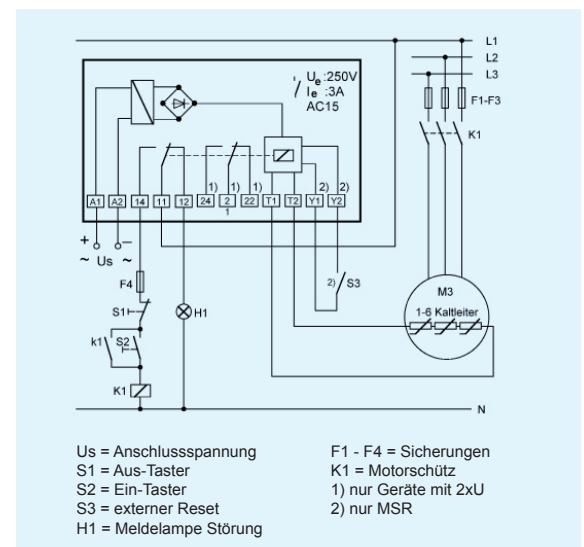 L1
L2
L3
Ue:250V
Ie:3A
AC15
F1-F3
K1
1) 1) 1) 2) 2)
A1 A2 14 11 12 24 2 22 T1 T2 Y1 Y2
1
+ –
~ Us ~
F4
2) S3
M3
1-6 Kaltleiter
S1
H1
k1 S2
K1
N
Us = Anschlussspannung
S1 = Aus-Taster
S2 = Ein-Taster
S3 = externer Reset
H1 = Meldelampe Störung
F1 - F4 = Sicherungen
K1 = Motorschütz
1) nur Geräte mit 2xU
2) nur MSR